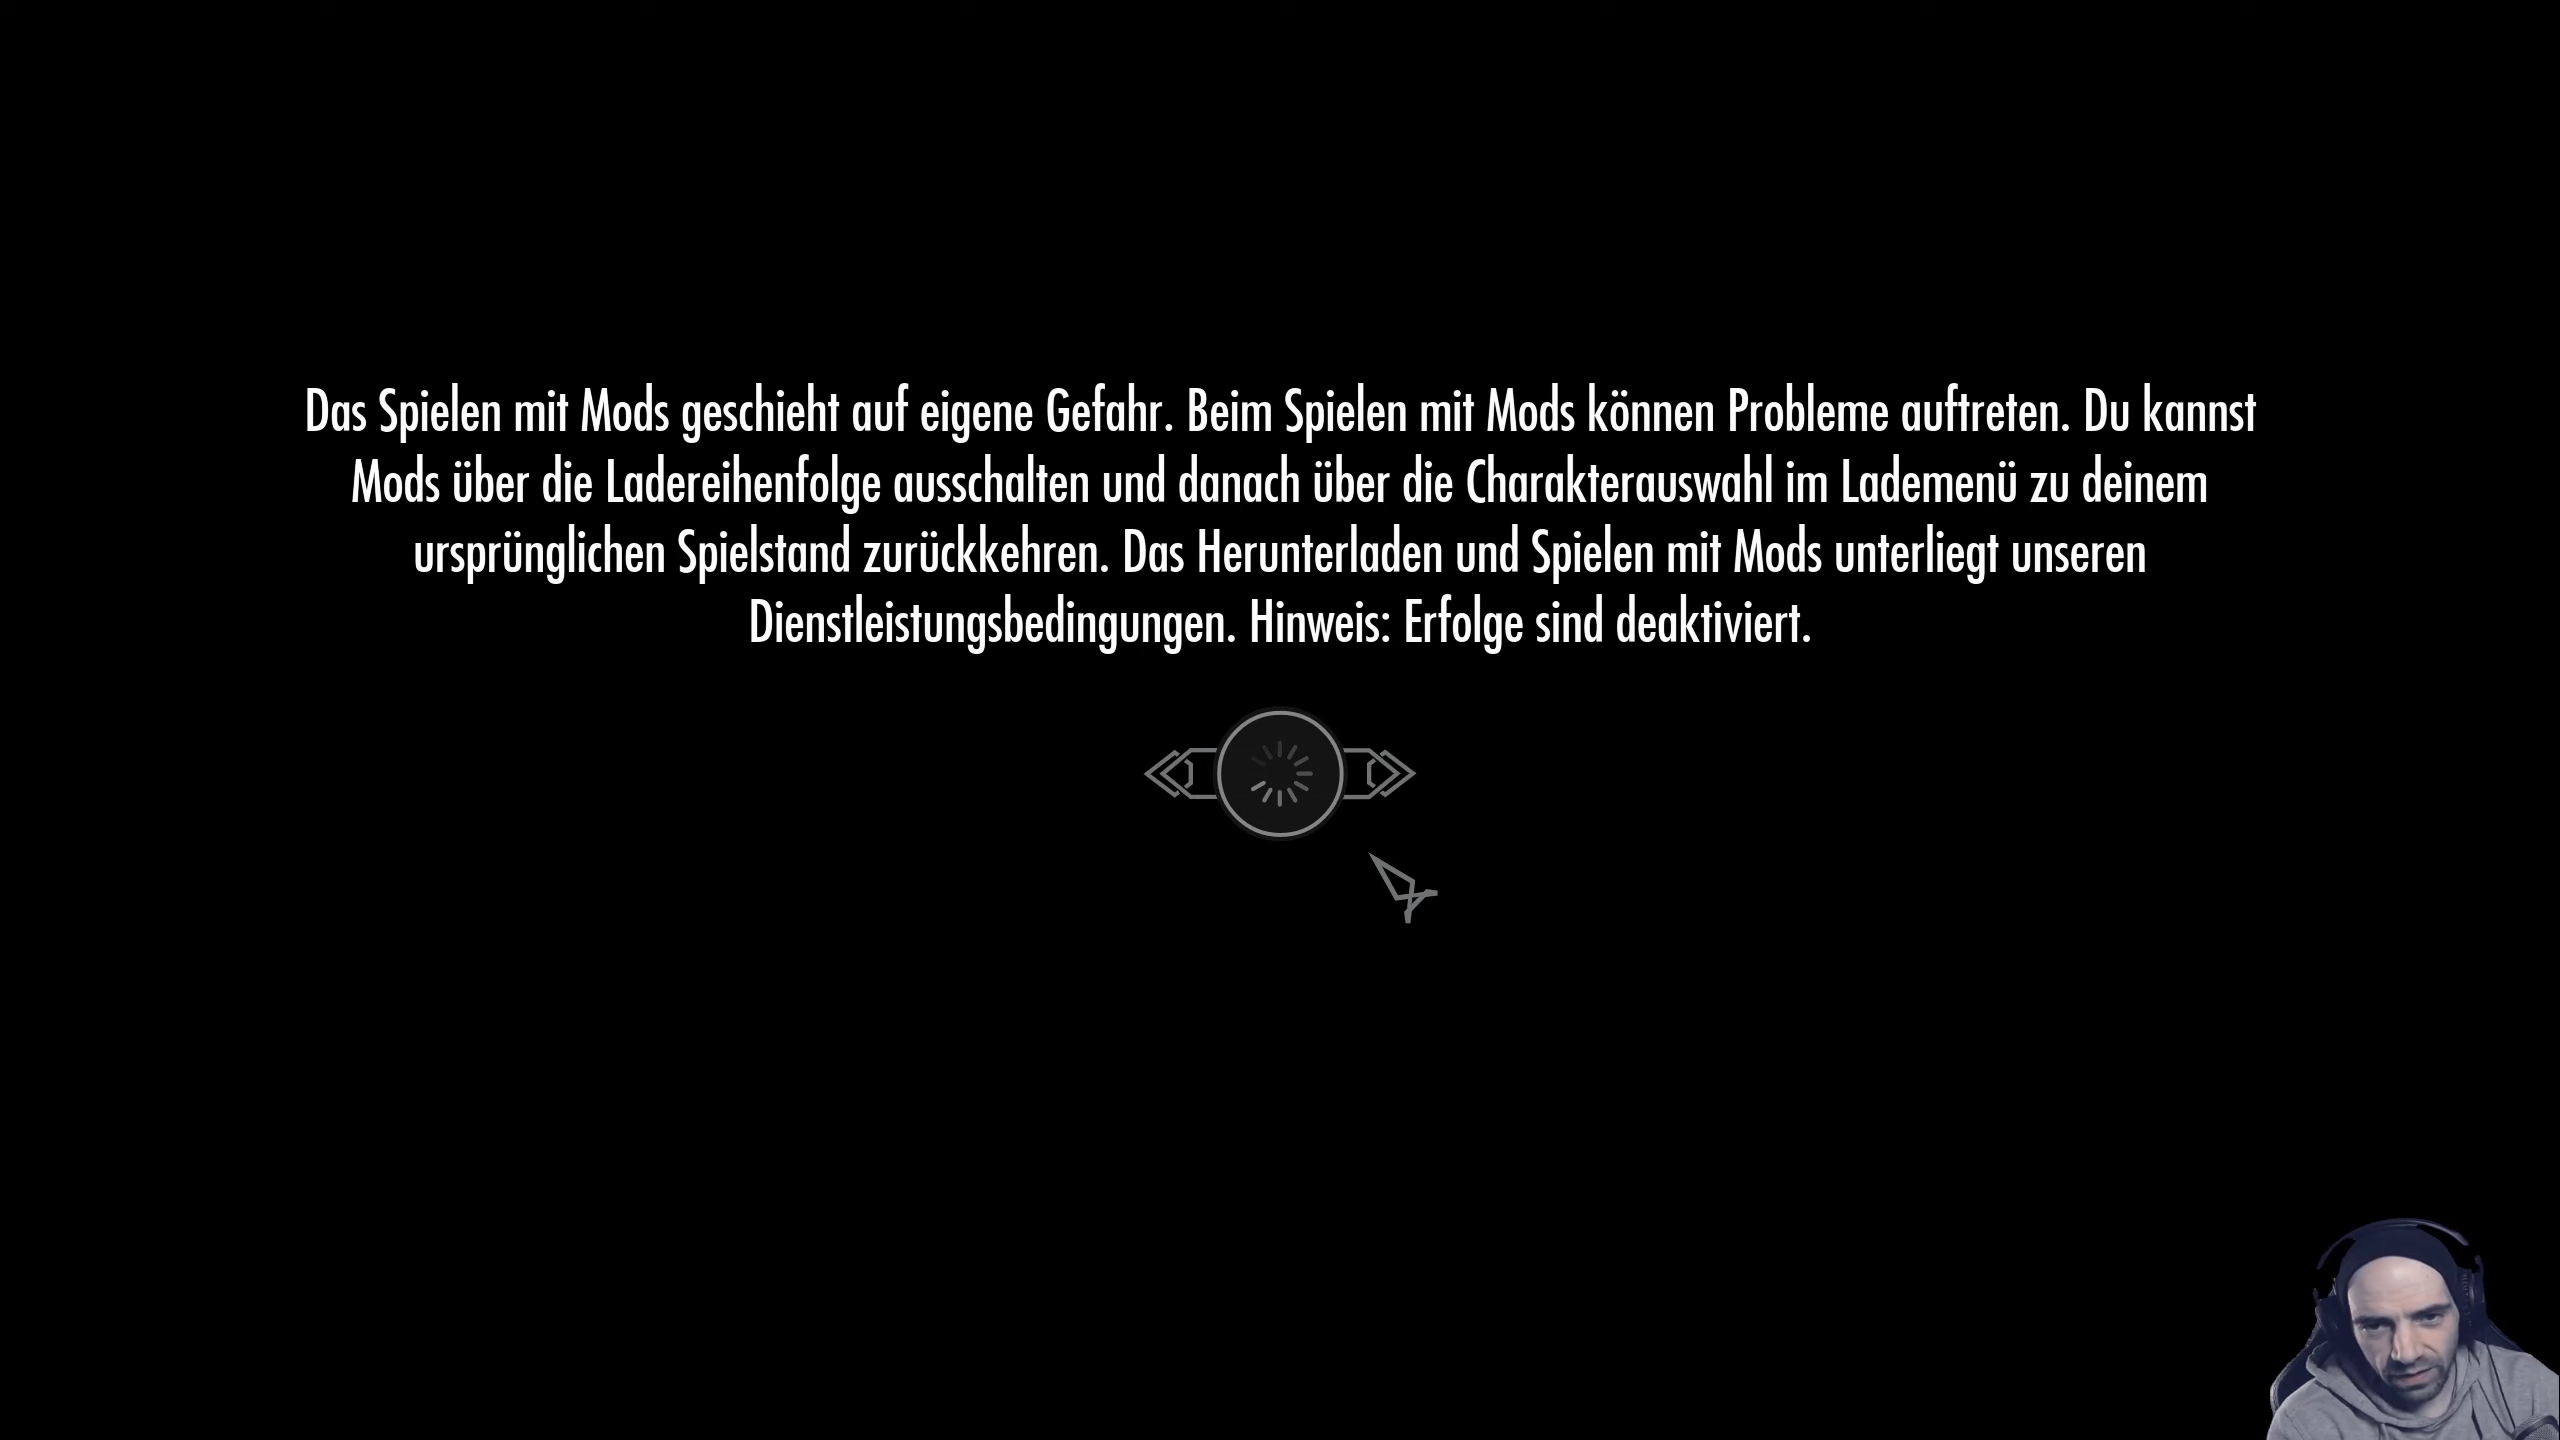 Das Spielen mit Mods geschieht auf eigene Gefahr. Beim Spielen mit Mods können Probleme auftreten. Du kannst
Mods über die Ladereihenfolge ausschalten und danach über die Charakterauswahl im Lademenü zu deinem
ursprünglichen Spielstand zurückkehren. Das Herunterladen und Spielen mit Mods unterliegt unseren
Dienstleistungsbedingungen. Hinweis: Erfolge sind deaktiviert.